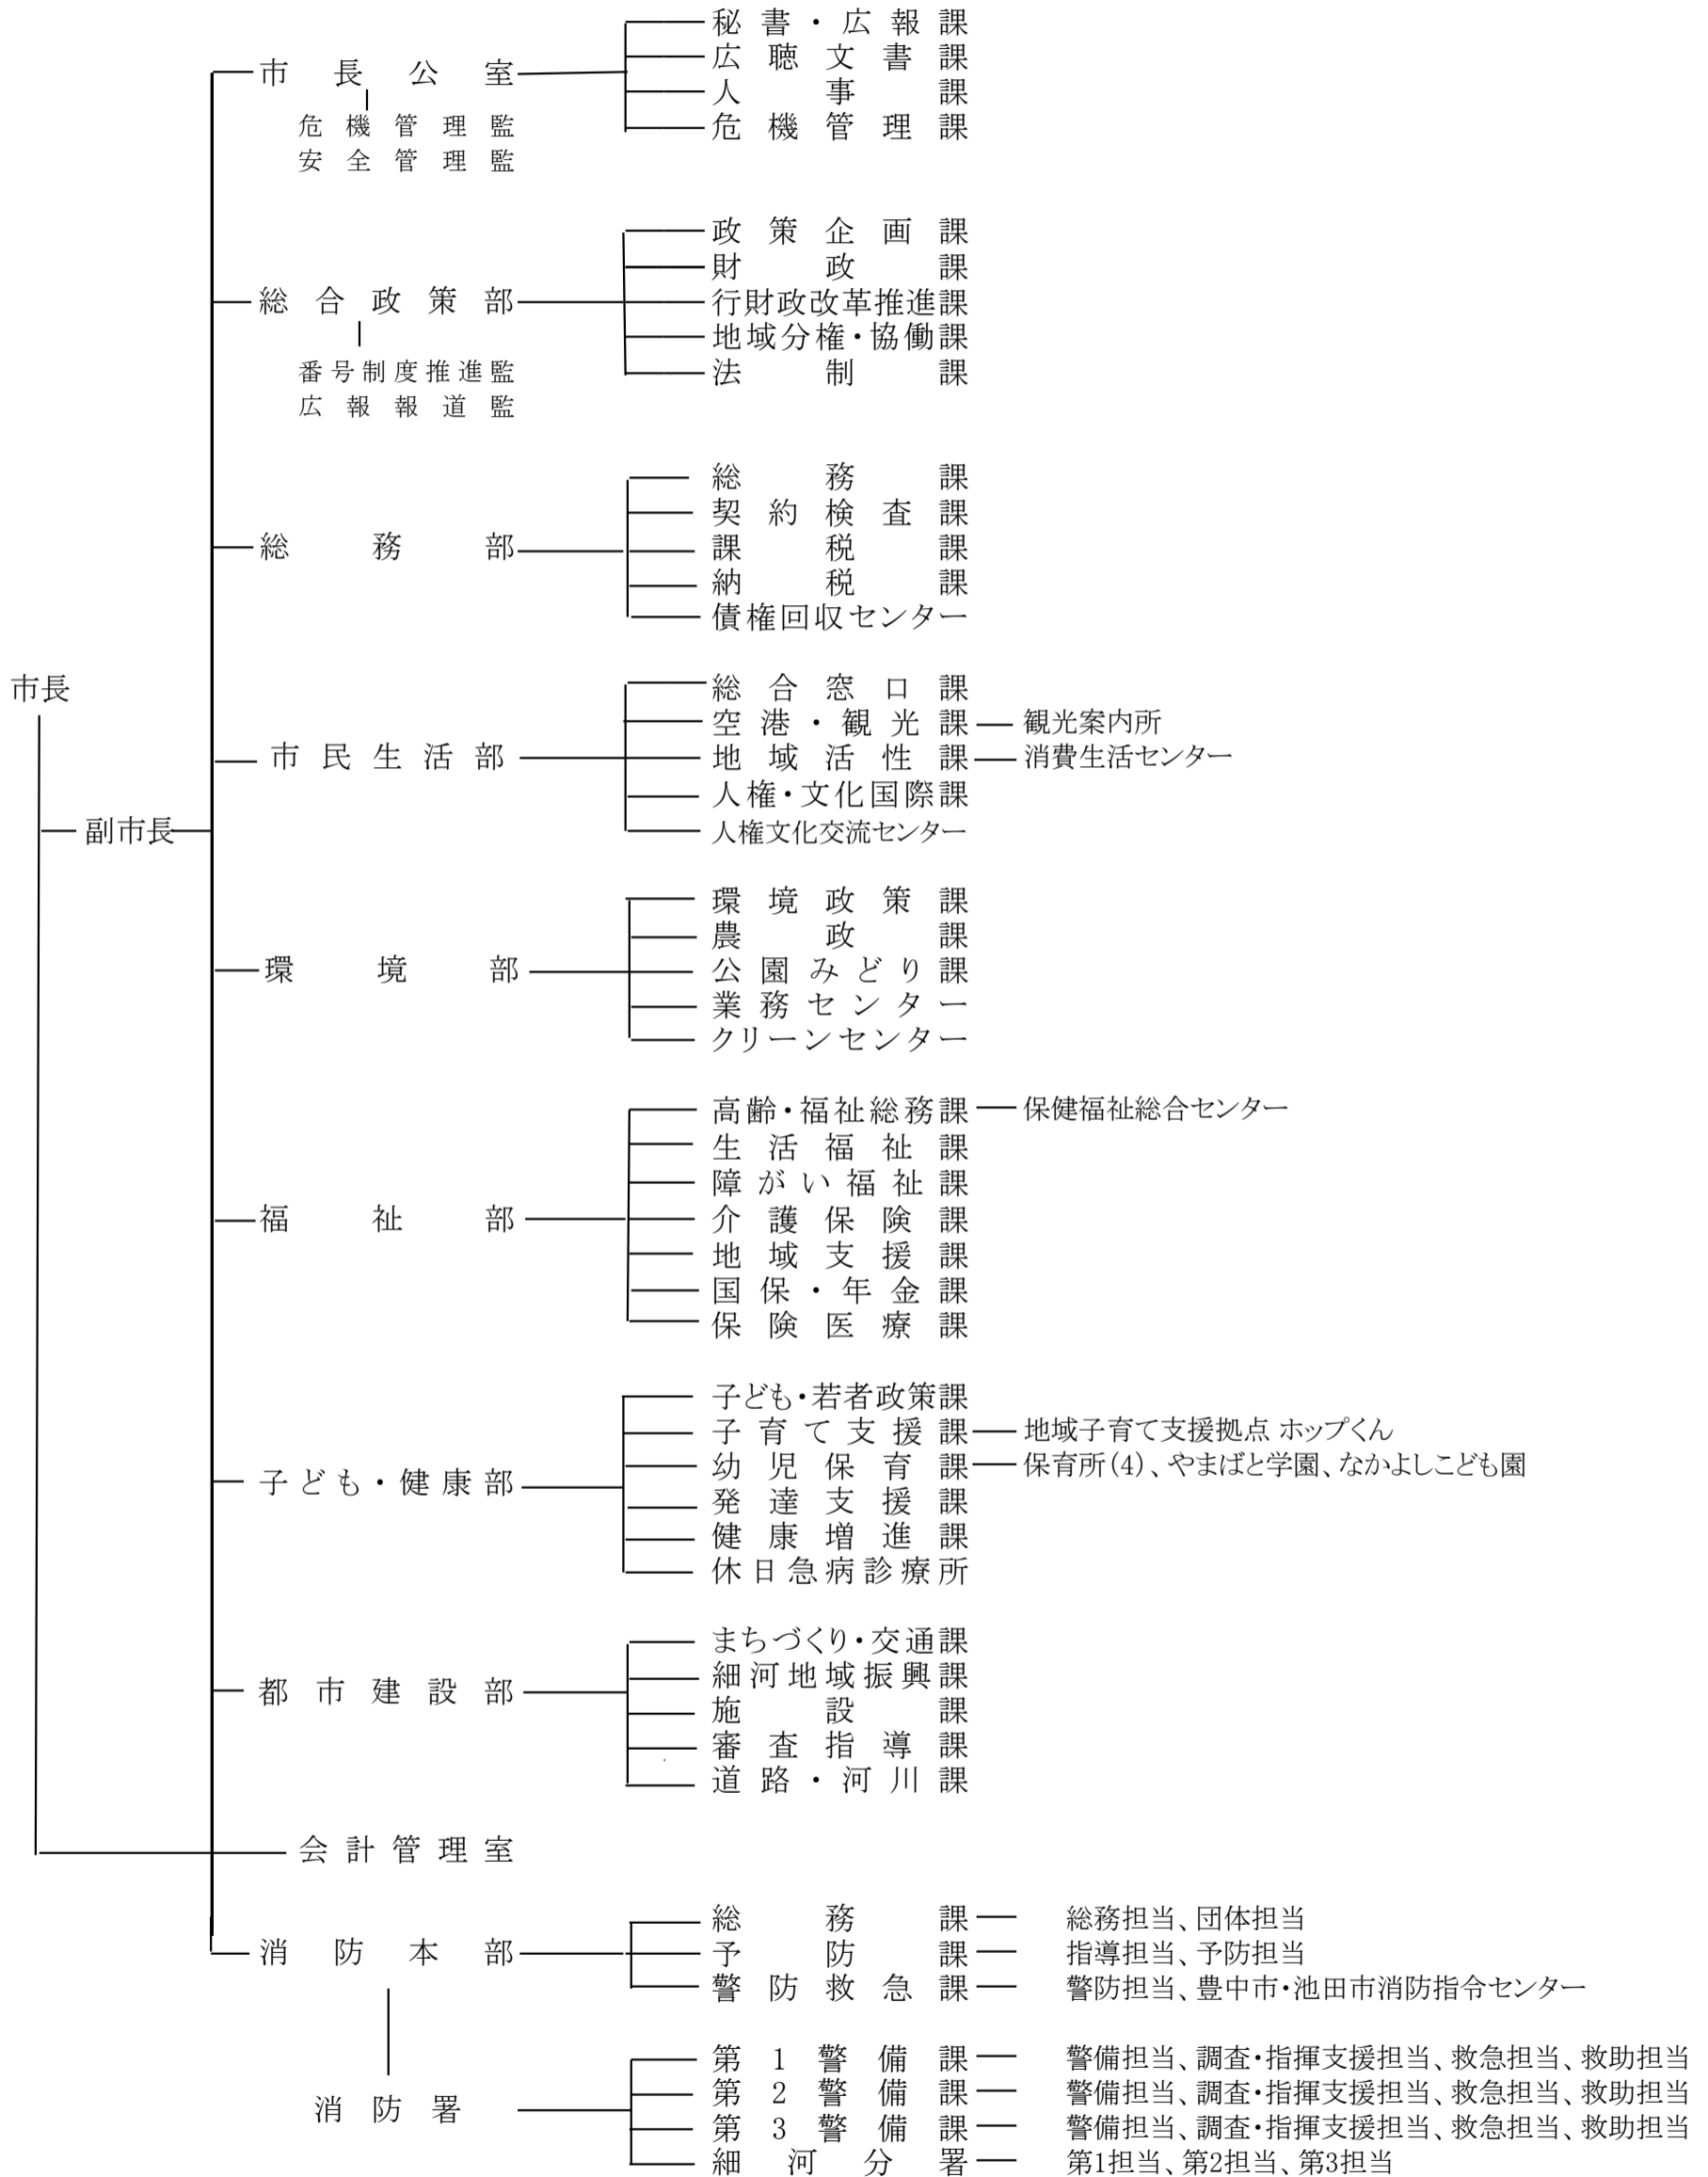 秘書・広報課
広聴文書課
市長公室
人事課
危機管理監
危機管理課
安全管理監
政策企画課
財政課
総合政策部
行財政改革推進課
地域分権・協働課
番号制度推進監
法制課
広報報道監
総務課
契約検査課
総務部
課税課
納税課
債権回収センター
市長
総合窓口課
空港・観光課 観光案内所
市民生活部
地域活性課 消費生活センター
人権・文化国際課
副市長
人権文化交流センター
環境政策課
農政課
環境部
公園みどり課
業務センター
クリーンセンター
高齢・福祉総務課 保健福祉総合センター
生活福祉課
障がい福祉課
福祉部
介護保険課
地域支援課
国保・年金課
保険医療課
子ども・若者政策課
子育て支援課 地域子育て支援拠点 ホップくん
幼児保育課 保育所(4)、やまばと学園、なかよしこども園
子ども・健康部
発達支援課
健康増進課
休日急病診療所
まちづくり・交通課
細河地域振興課
都市建設部
施設課
審査指導課
道路・河川課
会計管理室
総務課 総務担当、団体担当
消防本部
予防課 指導担当、予防担当
警防救急課 警防担当、豊中市・池田市消防指令センター
第1警備課 警備担当、調査・指揮支援担当、救急担当、救助担当
第2警備課 警備担当、調査・指揮支援担当、救急担当、救助担当
消防署
第3警備課 警備担当、調査・指揮支援担当、救急担当、救助担当
細河分署 第1担当、第2担当、第3担当